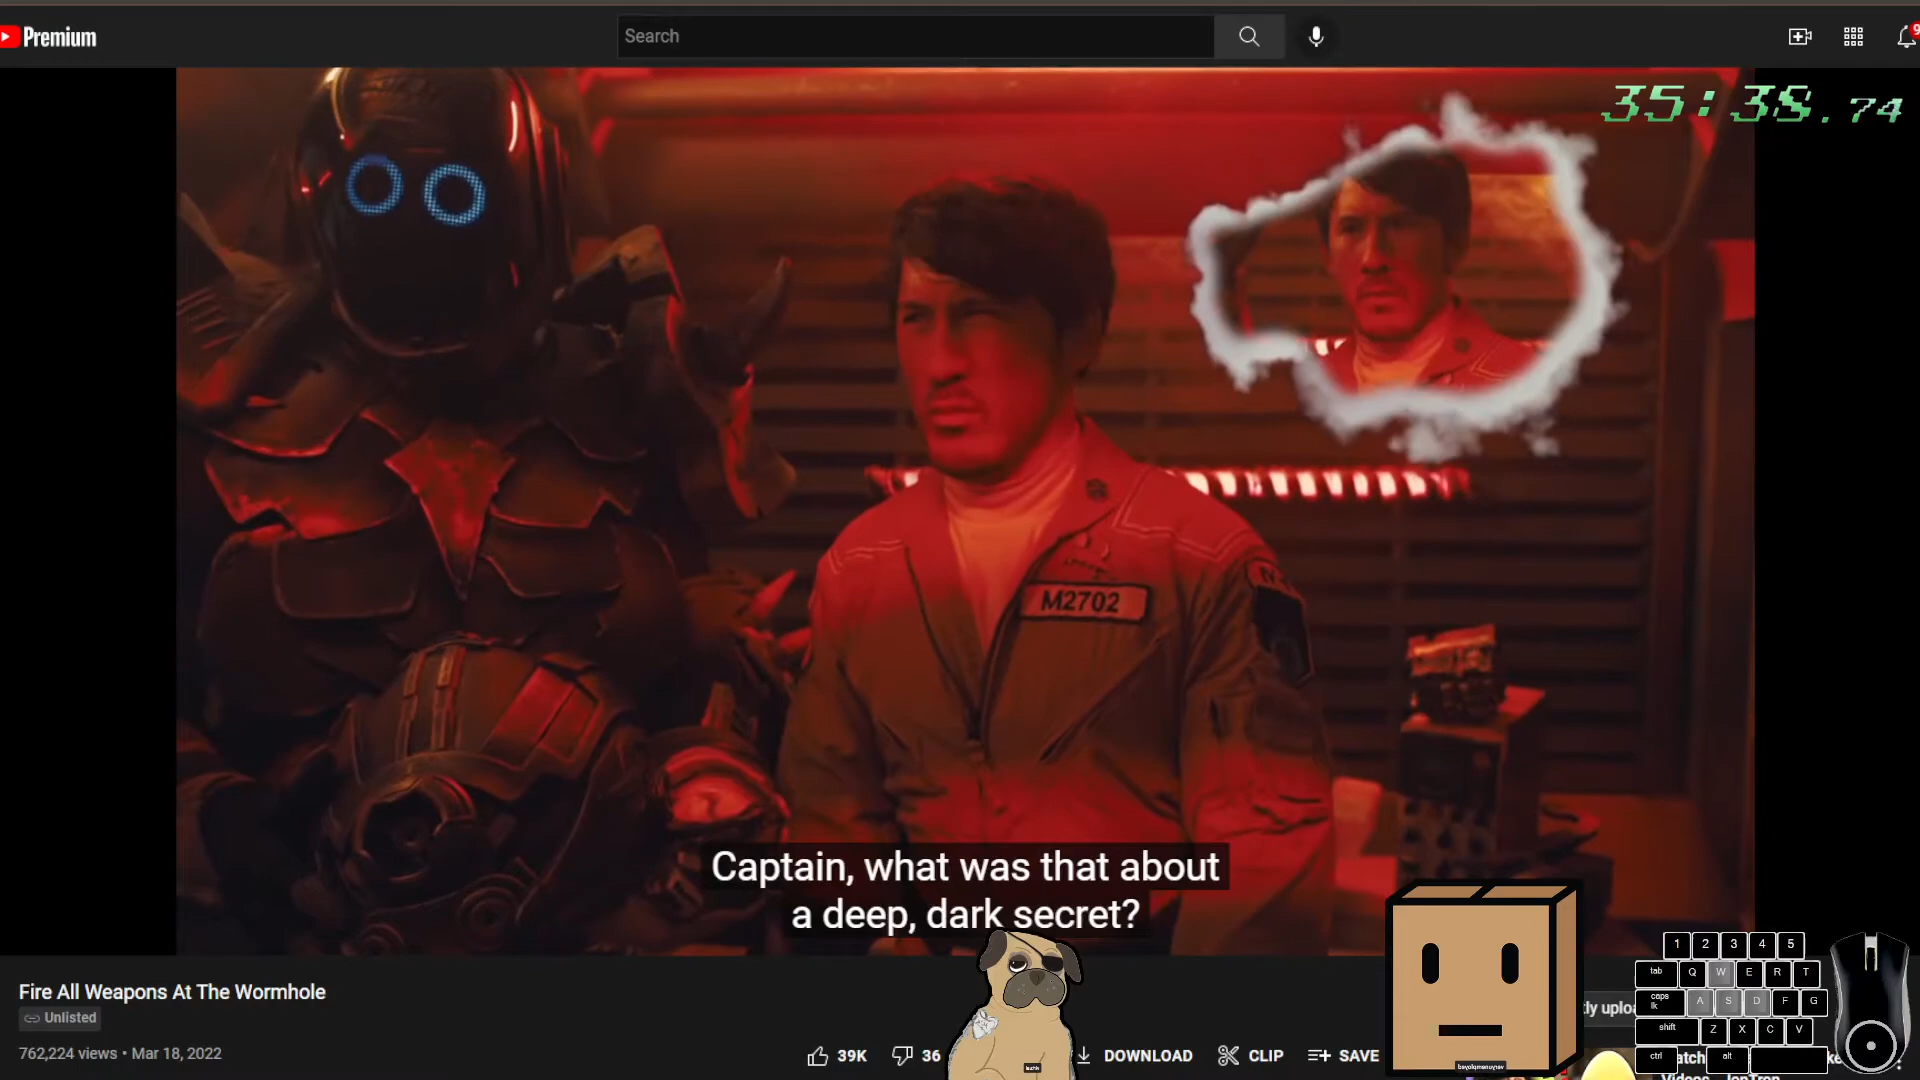 Premium
Search
9
35:38.74
M2702
Captain, what was that about
a deep, dark secret?
Fire All Weapons At The Wormhole
Unlisted
762,224 views • Mar 18, 2022
39K
36
DOWNLOAD
CLIP
SAVE
1 2 3 4 5
tab Q W E R T
caps lk A S D F G
shift Z X C V
ctrl alt